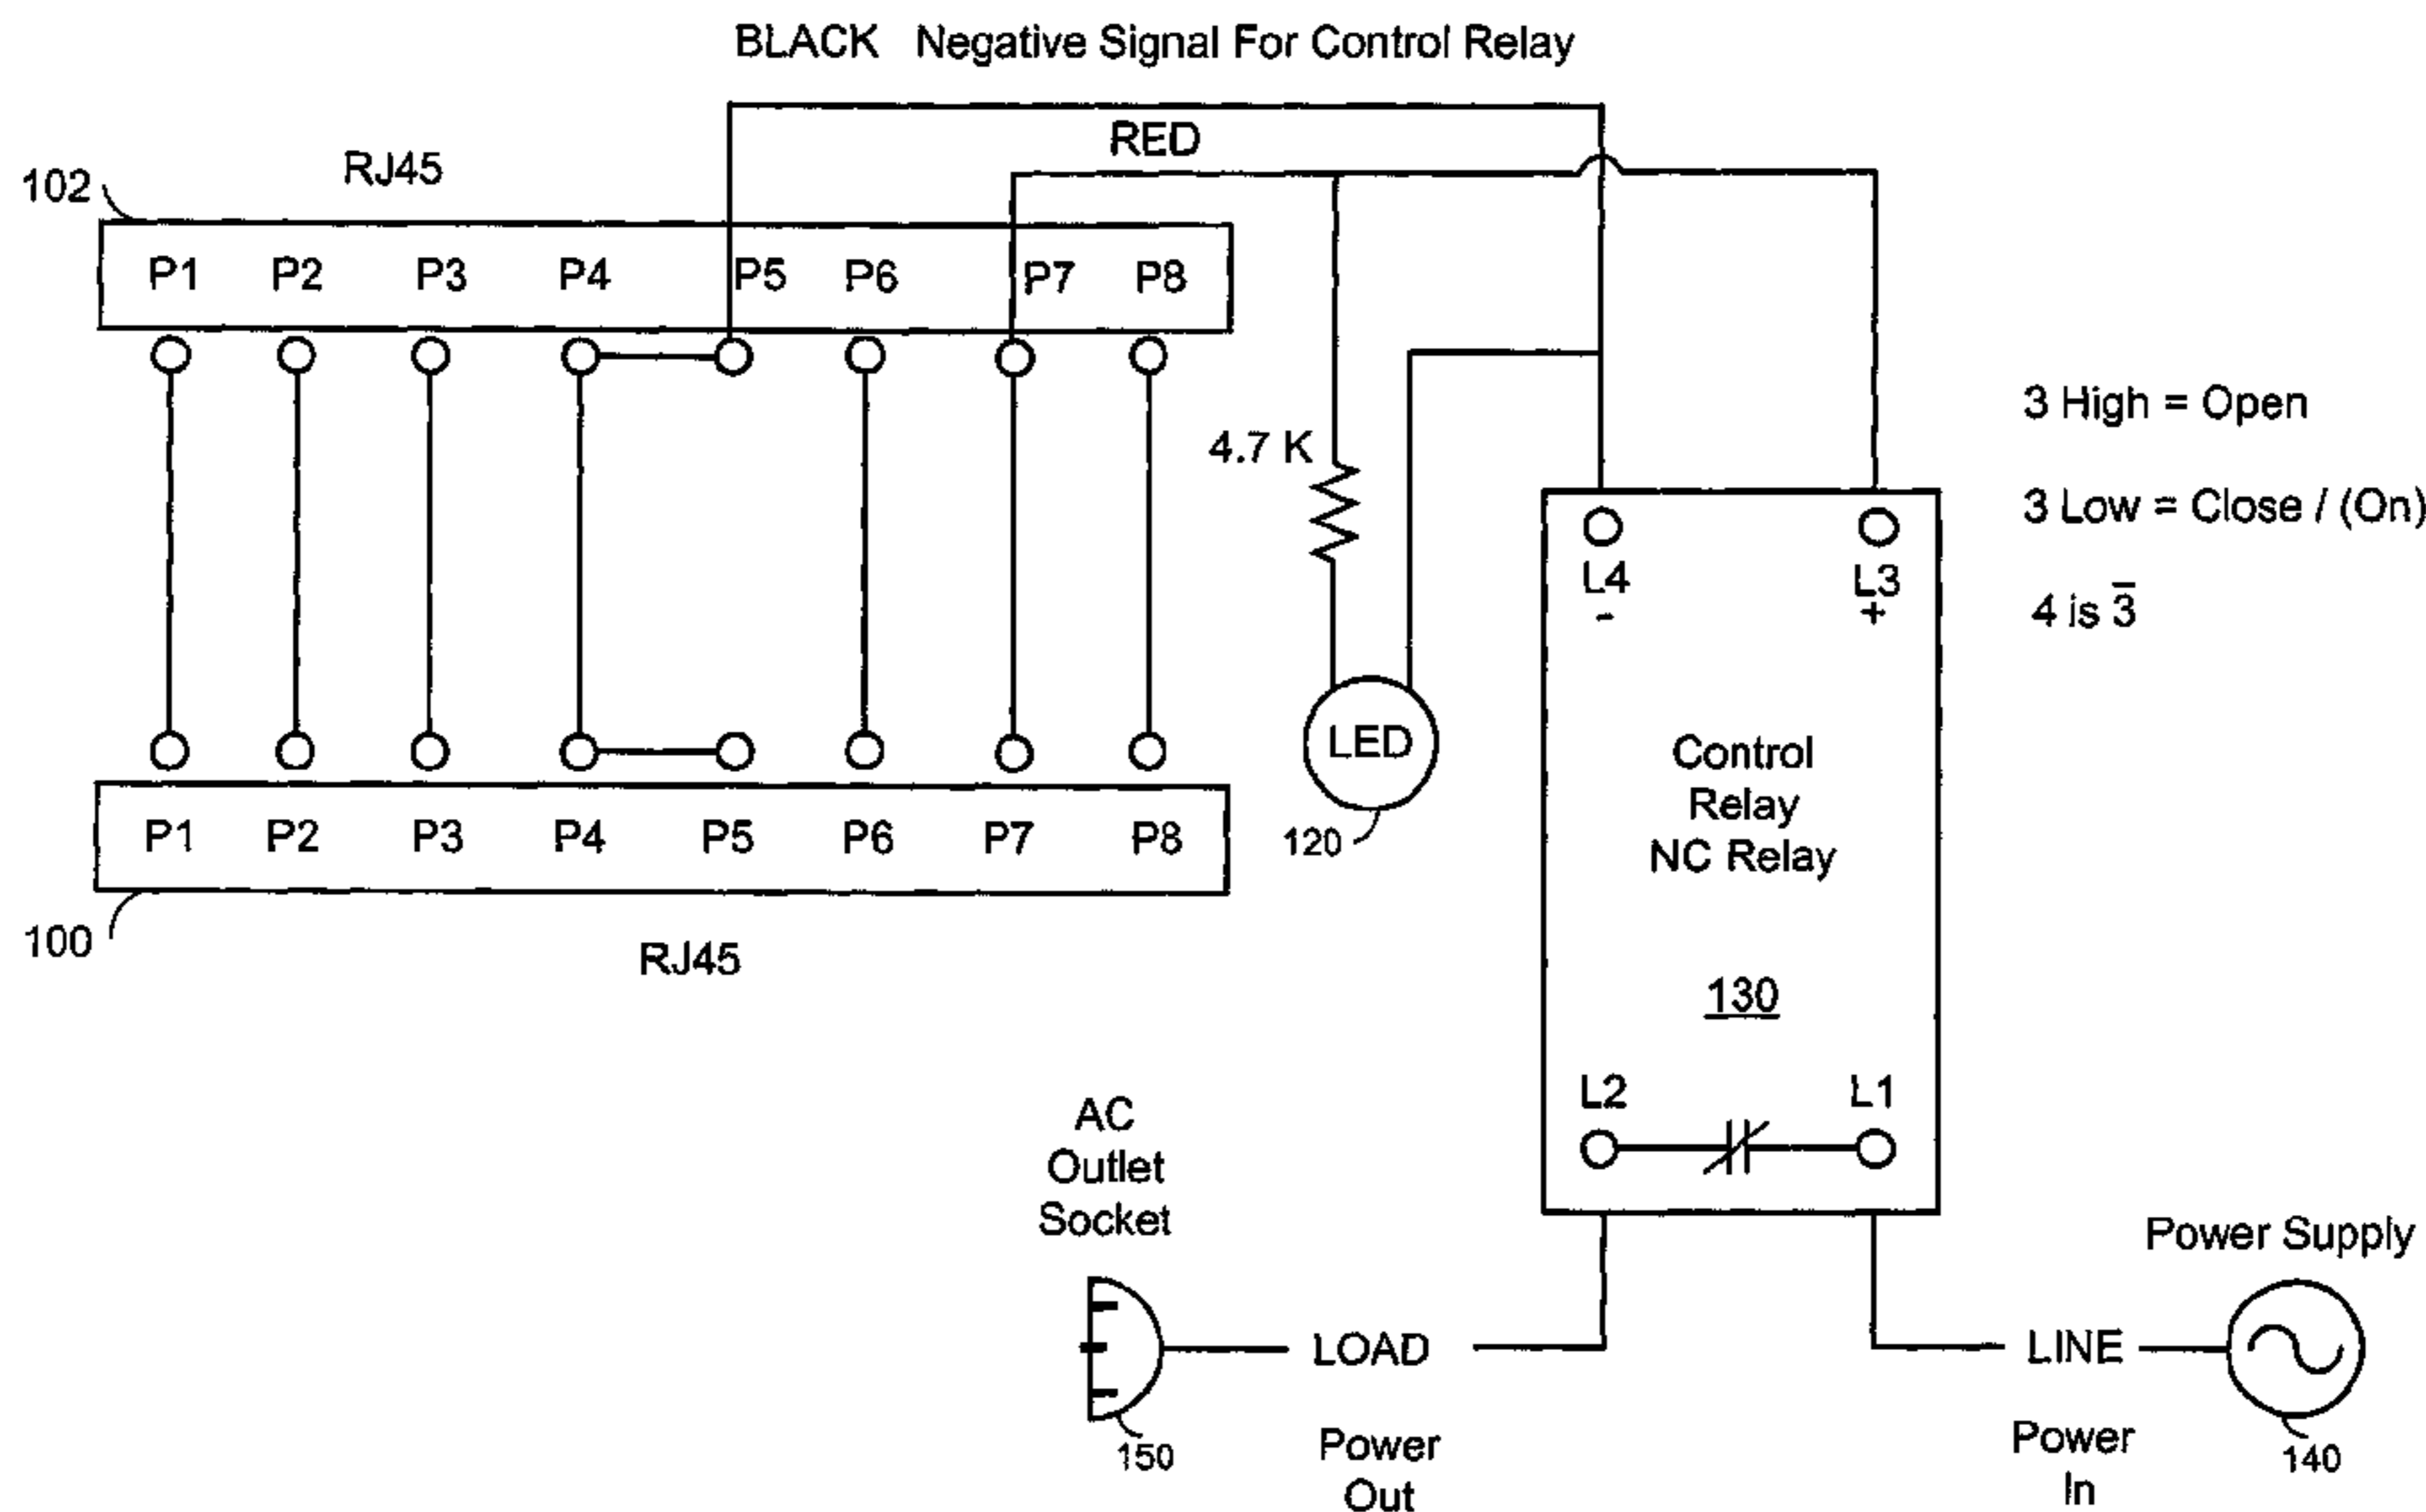 BLACK Negative Signal For Control Relay
RED
RJ45
102
P1 P2 P3 P4 P5 P6 P7 P8
4.7 K
LED
120
P1 P2 P3 P4 P5 P6 P7 P8
100
RJ45
L4
-
L3
+
Control
Relay
NC Relay
130
L2
L1
3 High = Open
3 Low = Close / (On)
4 is 3̅
AC
Outlet
Socket
150
LOAD
Power
Out
LINE
Power
In
Power Supply
140